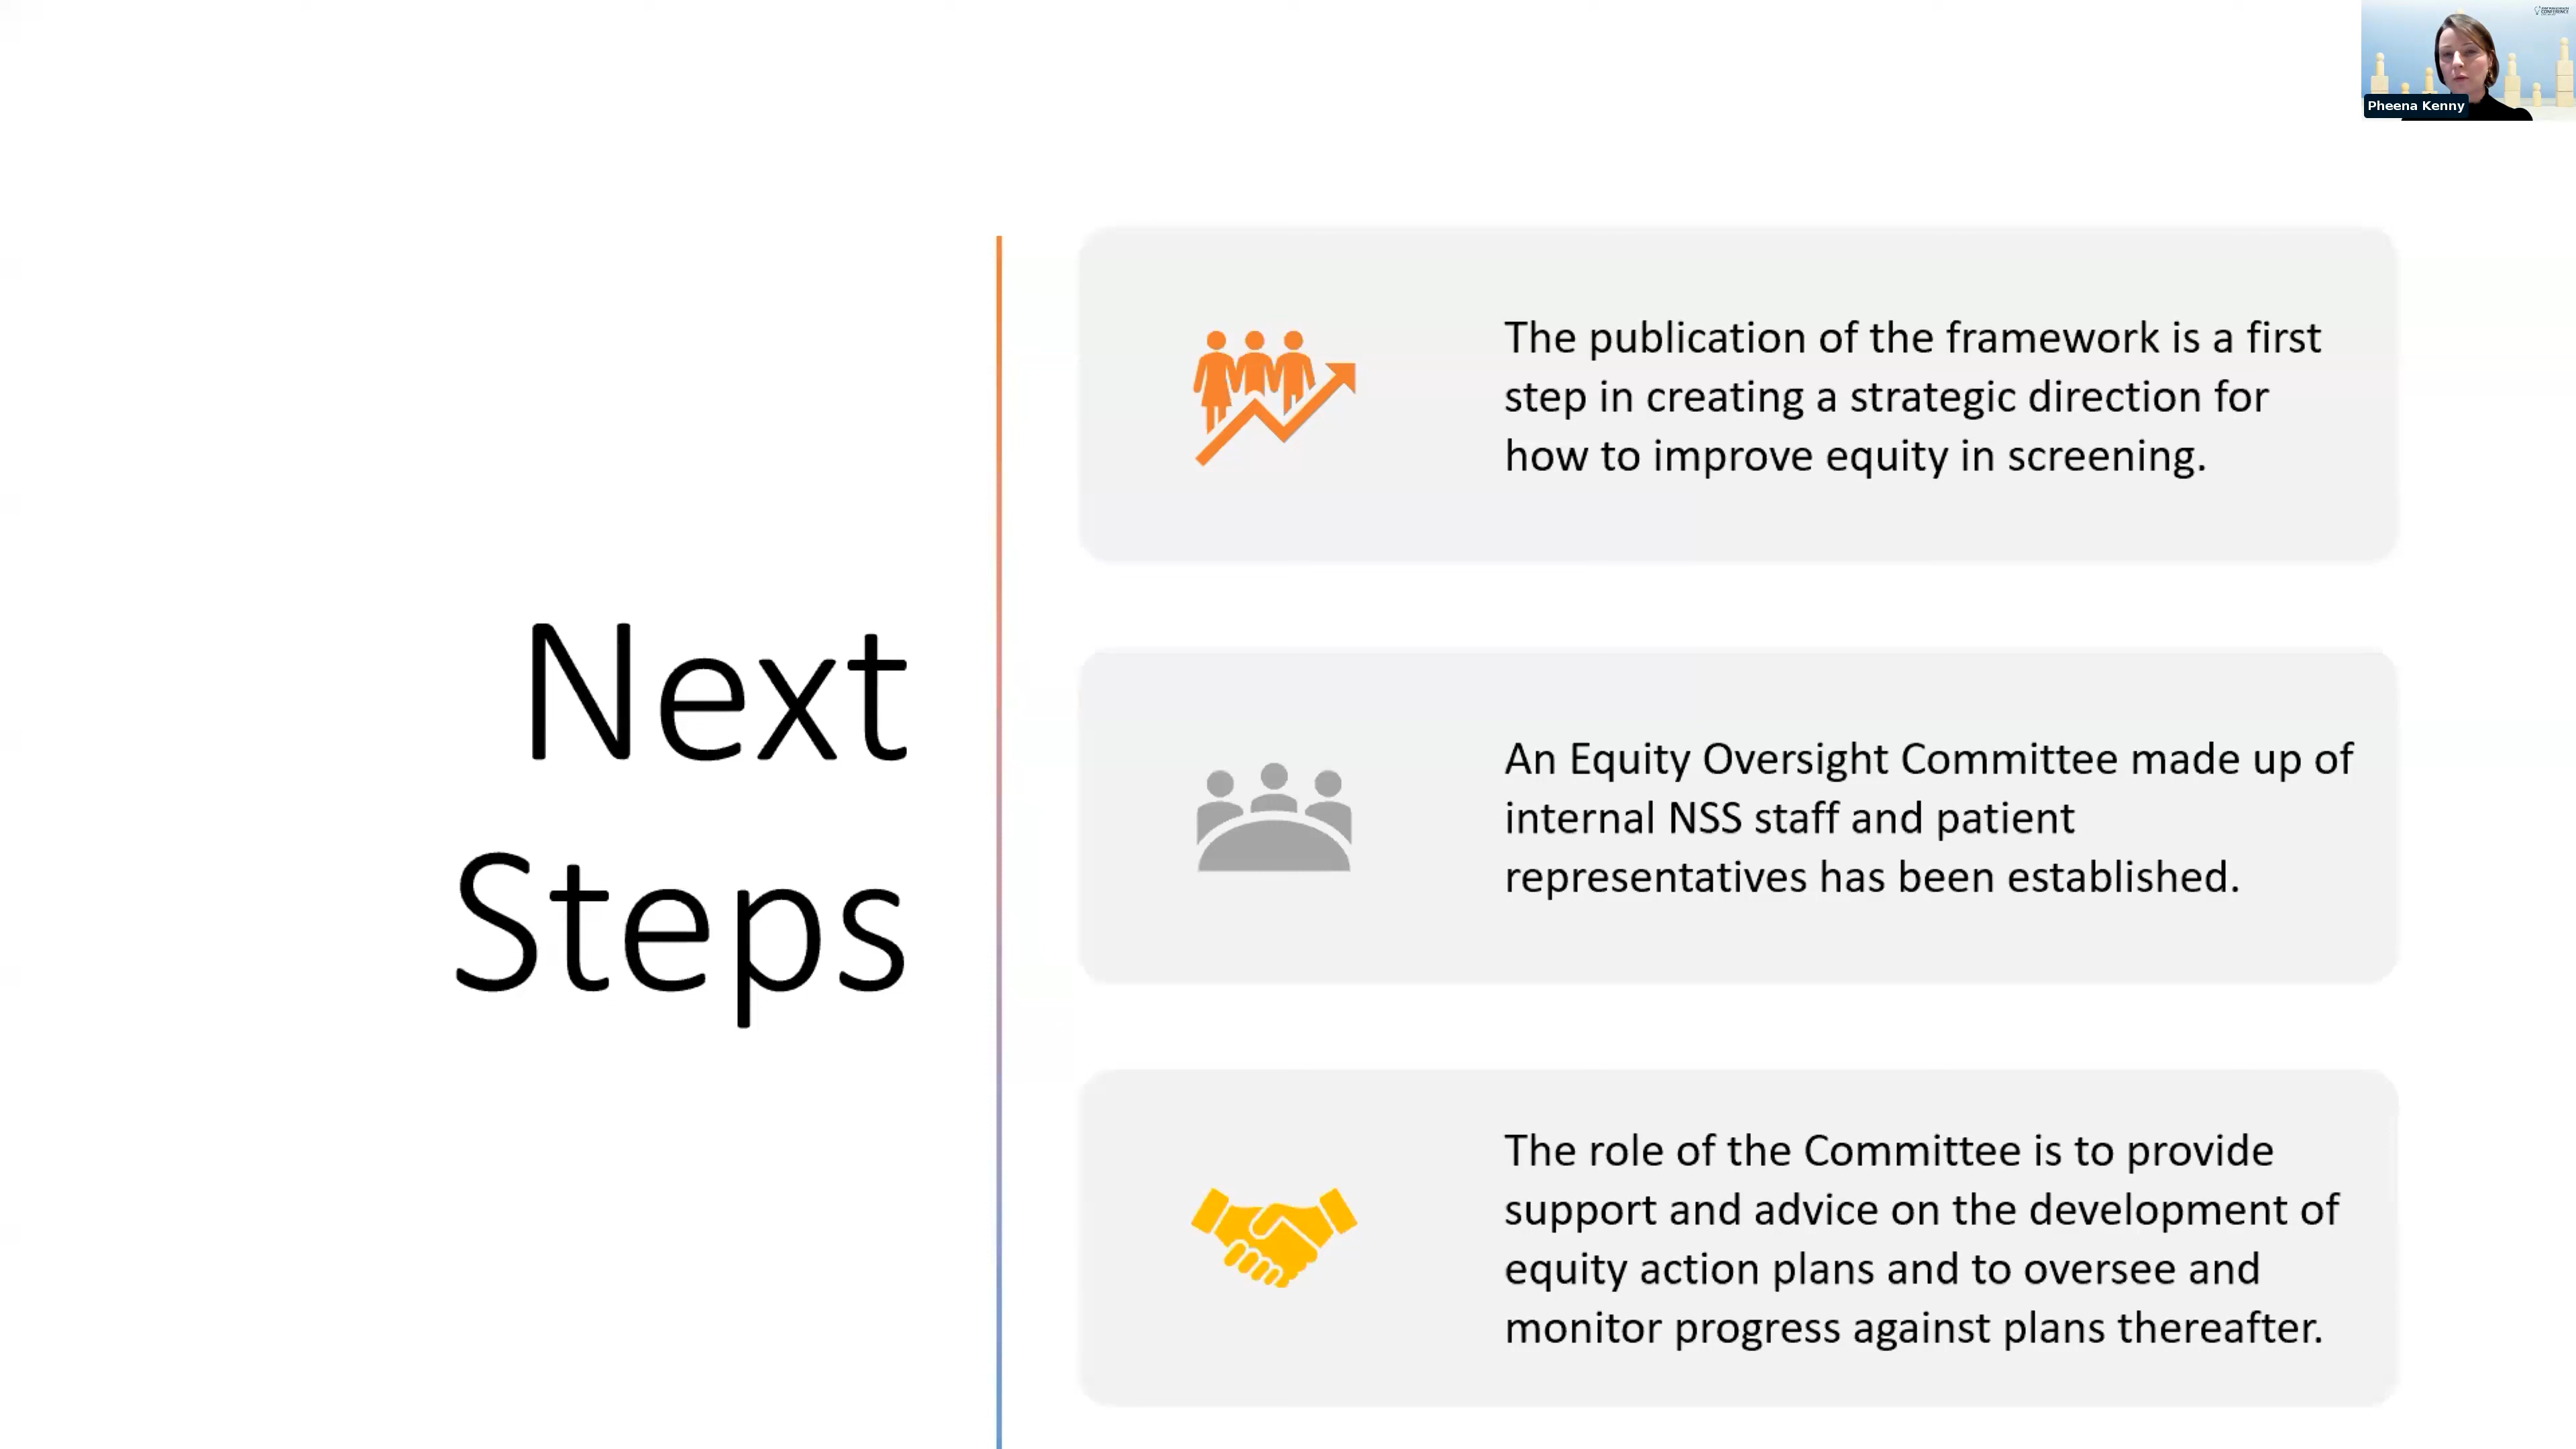 CONFERENCE
Pheena Kenny
Next
Steps
The publication of the framework is a first
step in creating a strategic direction for
how to improve equity in screening.
An Equity Oversight Committee made up of
internal NSS staff and patient
representatives has been established.
The role of the Committee is to provide
support and advice on the development of
equity action plans and to oversee and
monitor progress against plans thereafter.